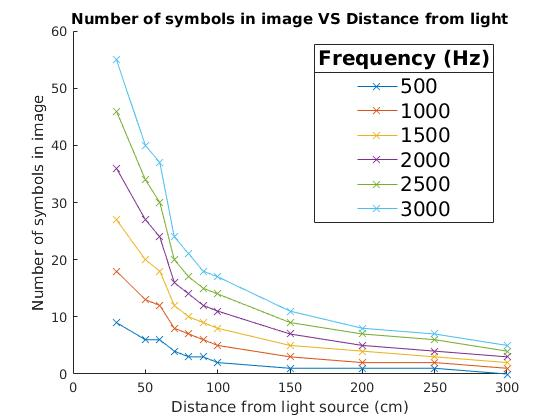 Number of symbols in image VS Distance from light
Number of symbols in image
60
50
40
30
20
10
0
Frequency (Hz)
500
1000
1500
2000
2500
3000
0 50 100 150 200 250 300
Distance from light source (cm)